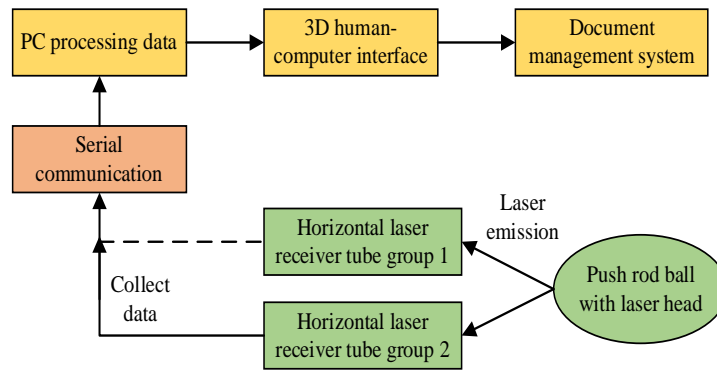 PC processing data
3D human-
computer interface
Document
management system
Serial
communication
Laser
emission
Horizontal laser
receiver tube group 1
Push rod ball
with laser head
Collect
data
Horizontal laser
receiver tube group 2